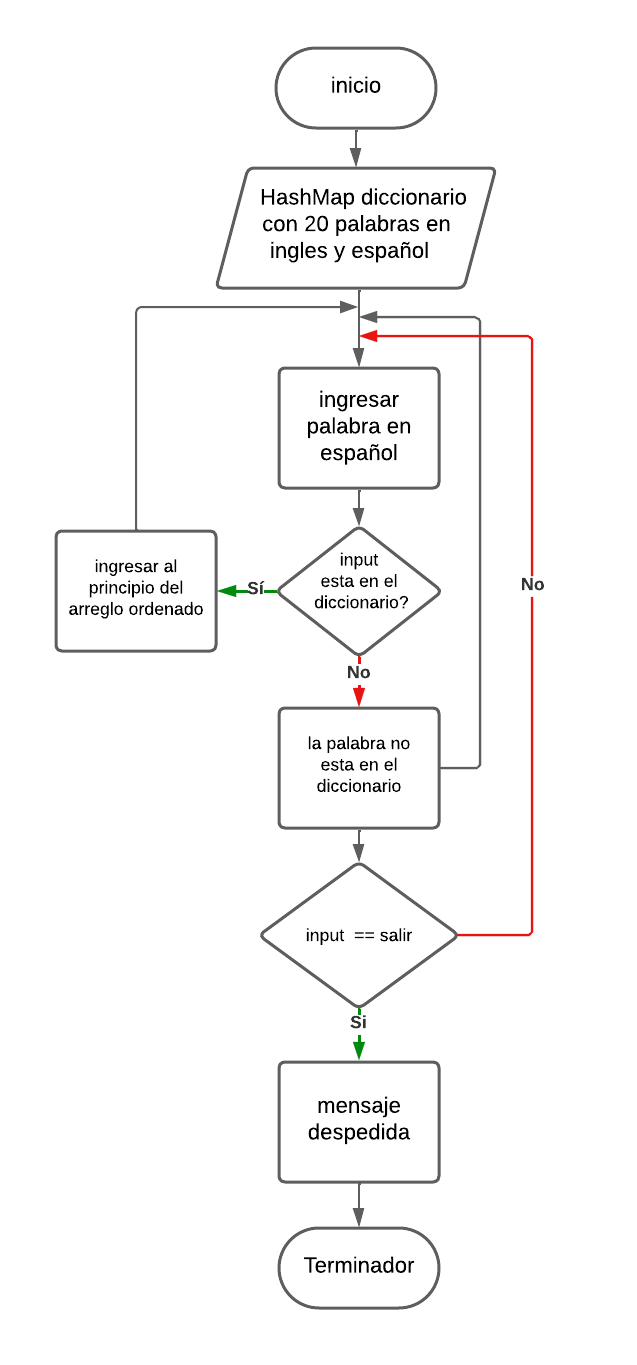 inicio
HashMap diccionario
con 20 palabras en
ingles y español
ingresar
palabra en
español
input
esta en el
diccionario?
Sí
ingresar al
principio del
arreglo ordenado
No
No
la palabra no
esta en el
diccionario
input == salir
Si
mensaje
despedida
Terminador